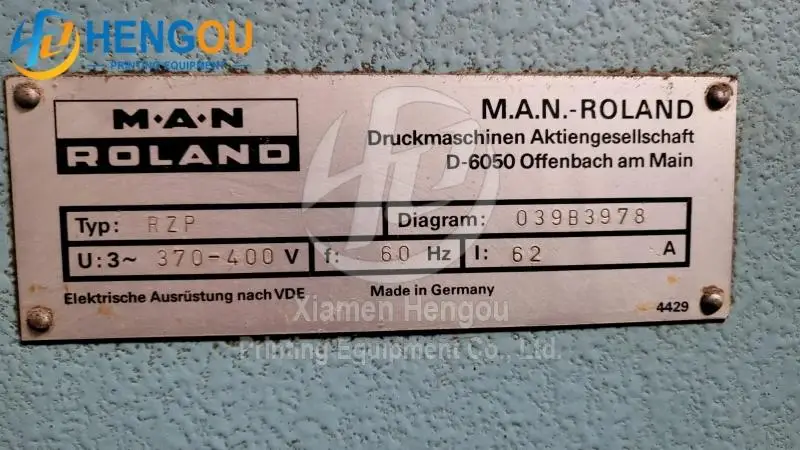 HENGOU
PRINTING EQUIPMENT
M·A·N
ROLAND
M.A.N.-ROLAND
Druckmaschinen Aktiengesellschaft
D-6050 Offenbach am Main
Typ: RZP Diagram: 039B3978
U:3~ 370-400 V f: 60 Hz I: 62 A
Elektrische Ausrüstung nach VDE Made in Germany
4429
Xiamen Hengou
Printing Equipment Co., Ltd.